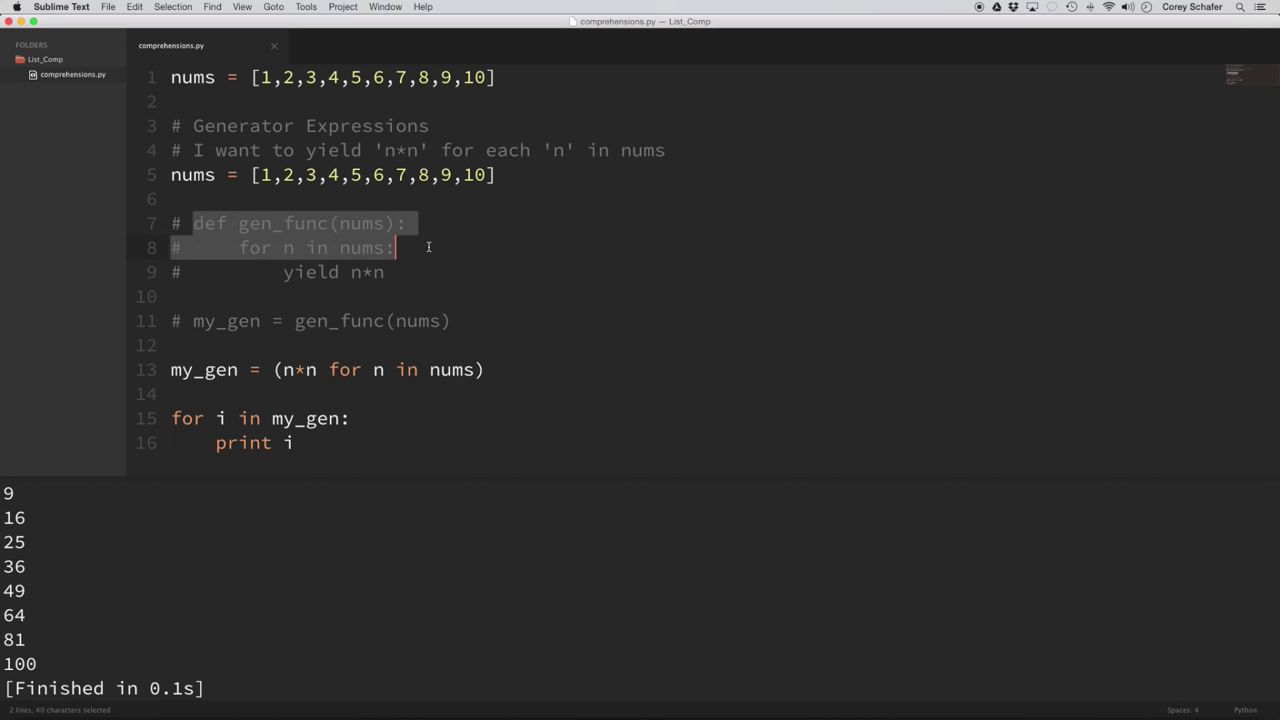 Sublime Text File Edit Selection Find View Goto Tools Project Window Help Corey Schafer
comprehensions.py — List_Comp
FOLDERS
List_Comp
comprehensions.py
comprehensions.py
1 nums = [1,2,3,4,5,6,7,8,9,10]
2
3 # Generator Expressions
4 # I want to yield 'n*n' for each 'n' in nums
5 nums = [1,2,3,4,5,6,7,8,9,10]
6
7 # def gen_func(nums):
8 #     for n in nums:
9 #         yield n*n
10
11 # my_gen = gen_func(nums)
12
13 my_gen = (n*n for n in nums)
14
15 for i in my_gen:
16     print i
9
16
25
36
49
64
81
100
[Finished in 0.1s]
2 lines, 40 characters selected Spaces: 4 Python